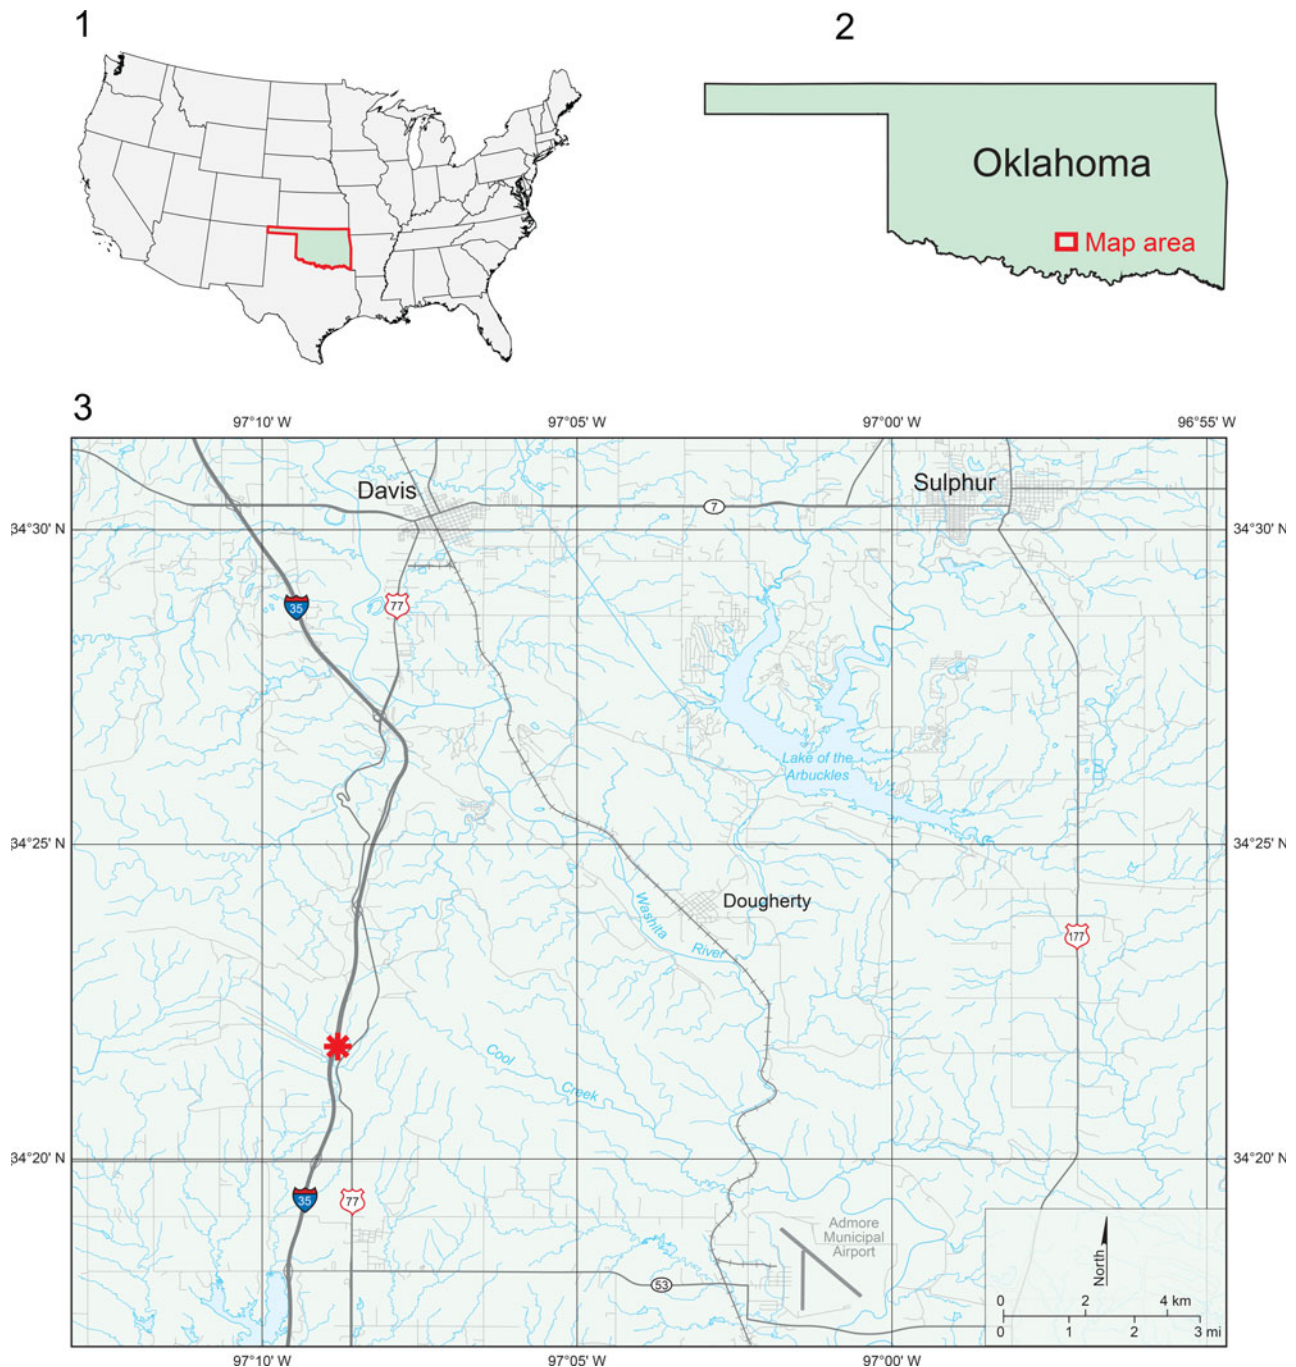 1
2
Oklahoma
Map area
3
97°10' W
97°05' W
97°00' W
96°55' W
Davis
Sulphur
7
34°30' N
34°30' N
35
77
Lake of the
Arbuckles
34°25' N
34°25' N
Dougherty
Washita
River
177
Cool
Creek
34°20' N
34°20' N
35
77
Admore
Municipal
Airport
53
North
0 2 4 km
0 1 2 3 mi
97°10' W
97°05' W
97°00' W